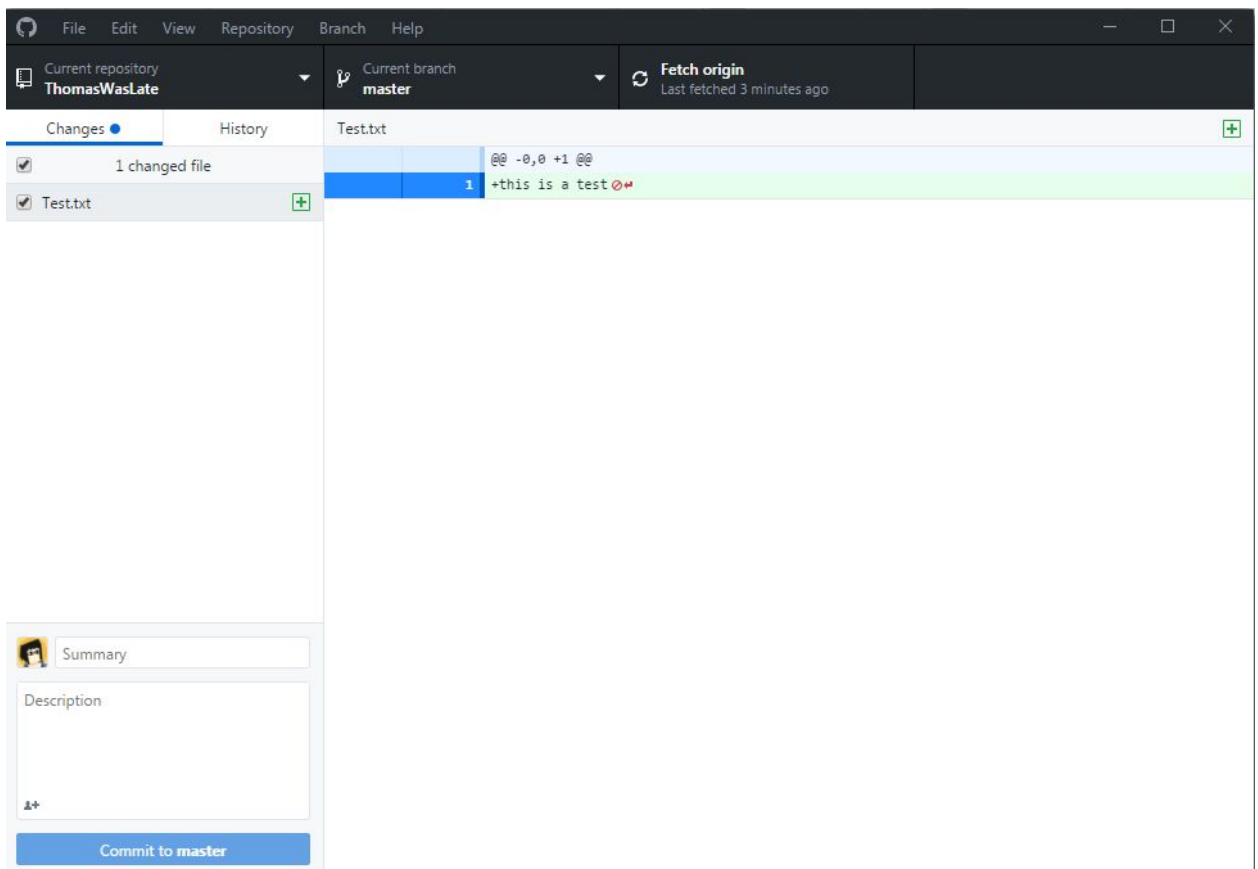 File Edit View Repository Branch Help
Current repository
ThomasWasLate
Current branch
master
Fetch origin
Last fetched 3 minutes ago
Changes History
Test.txt
1 changed file
@@ -0,0 +1 @@
1 +this is a test
Test.txt
Summary
Description
Commit to master